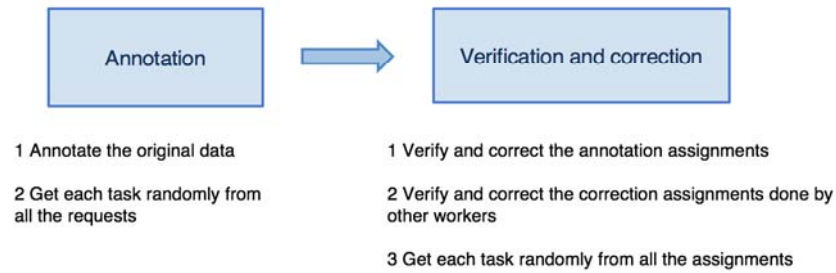 Annotation
Verification and correction
1 Annotate the original data
2 Get each task randomly from
all the requests
1 Verify and correct the annotation assignments
2 Verify and correct the correction assignments done by
other workers
3 Get each task randomly from all the assignments